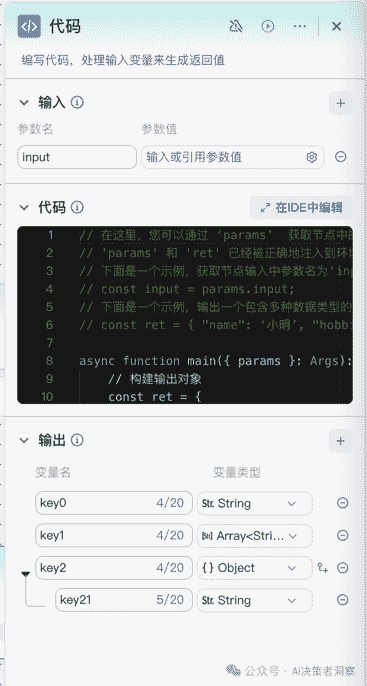 代码
编写代码，处理输入变量来生成返回值
输入
参数名 参数值
input 输入或引用参数值
代码 在IDE中编辑
1 // 在这里，您可以通过 'params' 获取节点中的
2 // 'params' 和 'ret' 已经被正确地注入到环境
3 // 下面是一个示例，获取节点输入中参数名为'in
4 // const input = params.input;
5 // 下面是一个示例，输出一个包含多种数据类型的
6 // const ret = { "name": '小明', "hobbi
7
8 async function main({ params }: Args):
9 // 构建输出对象
10 const ret = {
输出
变量名 变量类型
key0 4/20 Str. String
key1 4/20 Array<Stri...
key2 4/20 {} Object
key21 5/20 Str. String
公众号 · AI决策者洞察